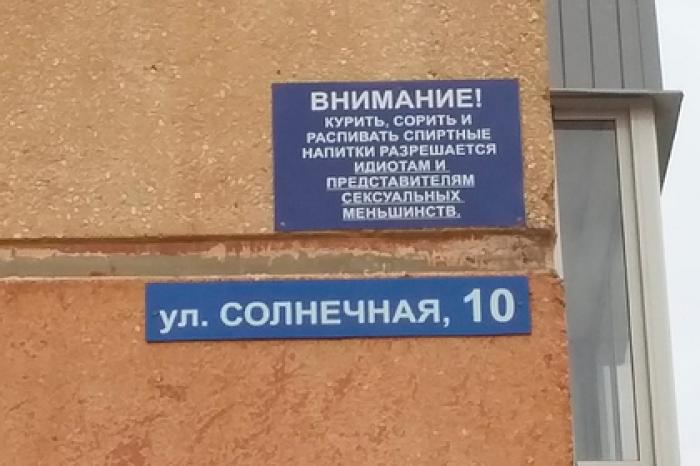 ВНИМАНИЕ!
КУРИТЬ, СОРИТЬ И
РАСПИВАТЬ СПИРТНЫЕ
НАПИТКИ РАЗРЕШАЕТСЯ
ИДИОТАМ И
ПРЕДСТАВИТЕЛЯМ
СЕКСУАЛЬНЫХ
МЕНЬШИНСТВ.
ул. СОЛНЕЧНАЯ, 10